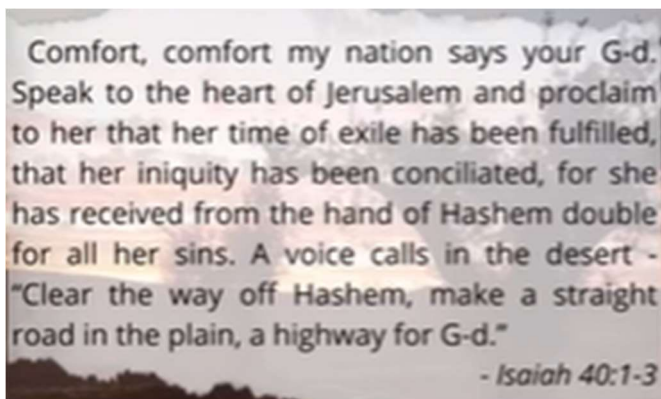 Comfort, comfort my nation says your G-d.
Speak to the heart of Jerusalem and proclaim
to her that her time of exile has been fulfilled,
that her iniquity has been conciliated, for she
has received from the hand of Hashem double
for all her sins. A voice calls in the desert -
“Clear the way off Hashem, make a straight
road in the plain, a highway for G-d.”
- Isaiah 40:1-3